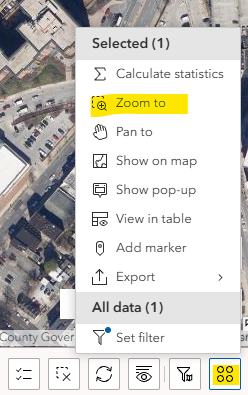 Selected (1)
Calculate statistics
Zoom to
Pan to
Show on map
Show pop-up
View in table
Add marker
Export
All data (1)
County Gover
Set filter